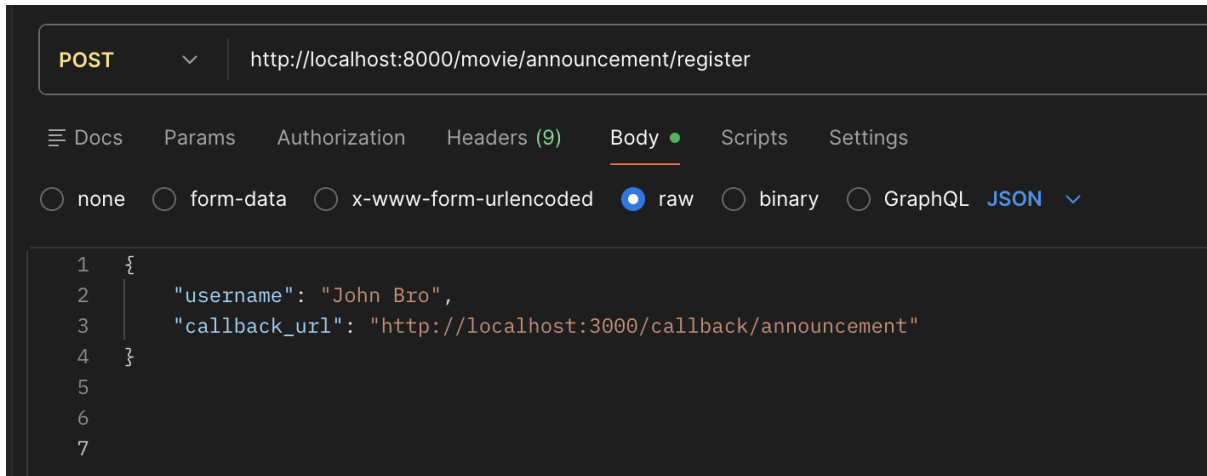 POST http://localhost:8000/movie/announcement/register
Docs Params Authorization Headers (9) Body Scripts Settings
none form-data x-www-form-urlencoded raw binary GraphQL JSON
1 {
2 "username": "John Bro",
3 "callback_url": "http://localhost:3000/callback/announcement"
4 }
5
6
7